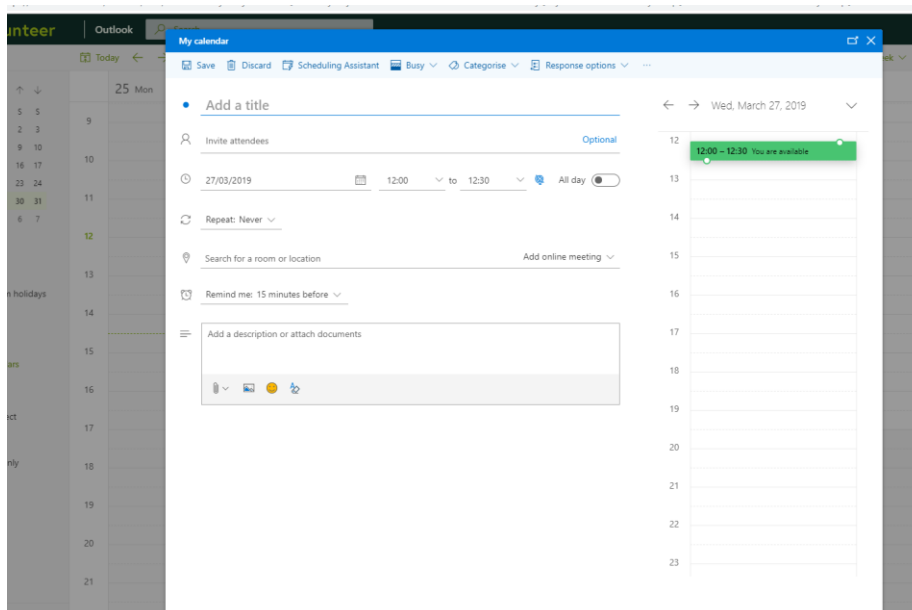 unteer Outlook
My calendar
Save Discard Scheduling Assistant Busy Categorise Response options ...
Today
25 Mon
Add a title
Wed, March 27, 2019
Invite attendees Optional
27/03/2019 12:00 to 12:30 All day
Repeat: Never
Search for a room or location Add online meeting
Remind me: 15 minutes before
Add a description or attach documents
5 5
2 3
9 10
16 17
23 24
30 31
6 7
n holidays
ars
ect
nly
9
10
11
12
13
14
15
16
17
18
19
20
21
12
12:00 – 12:30 You are available
13
14
15
16
17
18
19
20
21
22
23